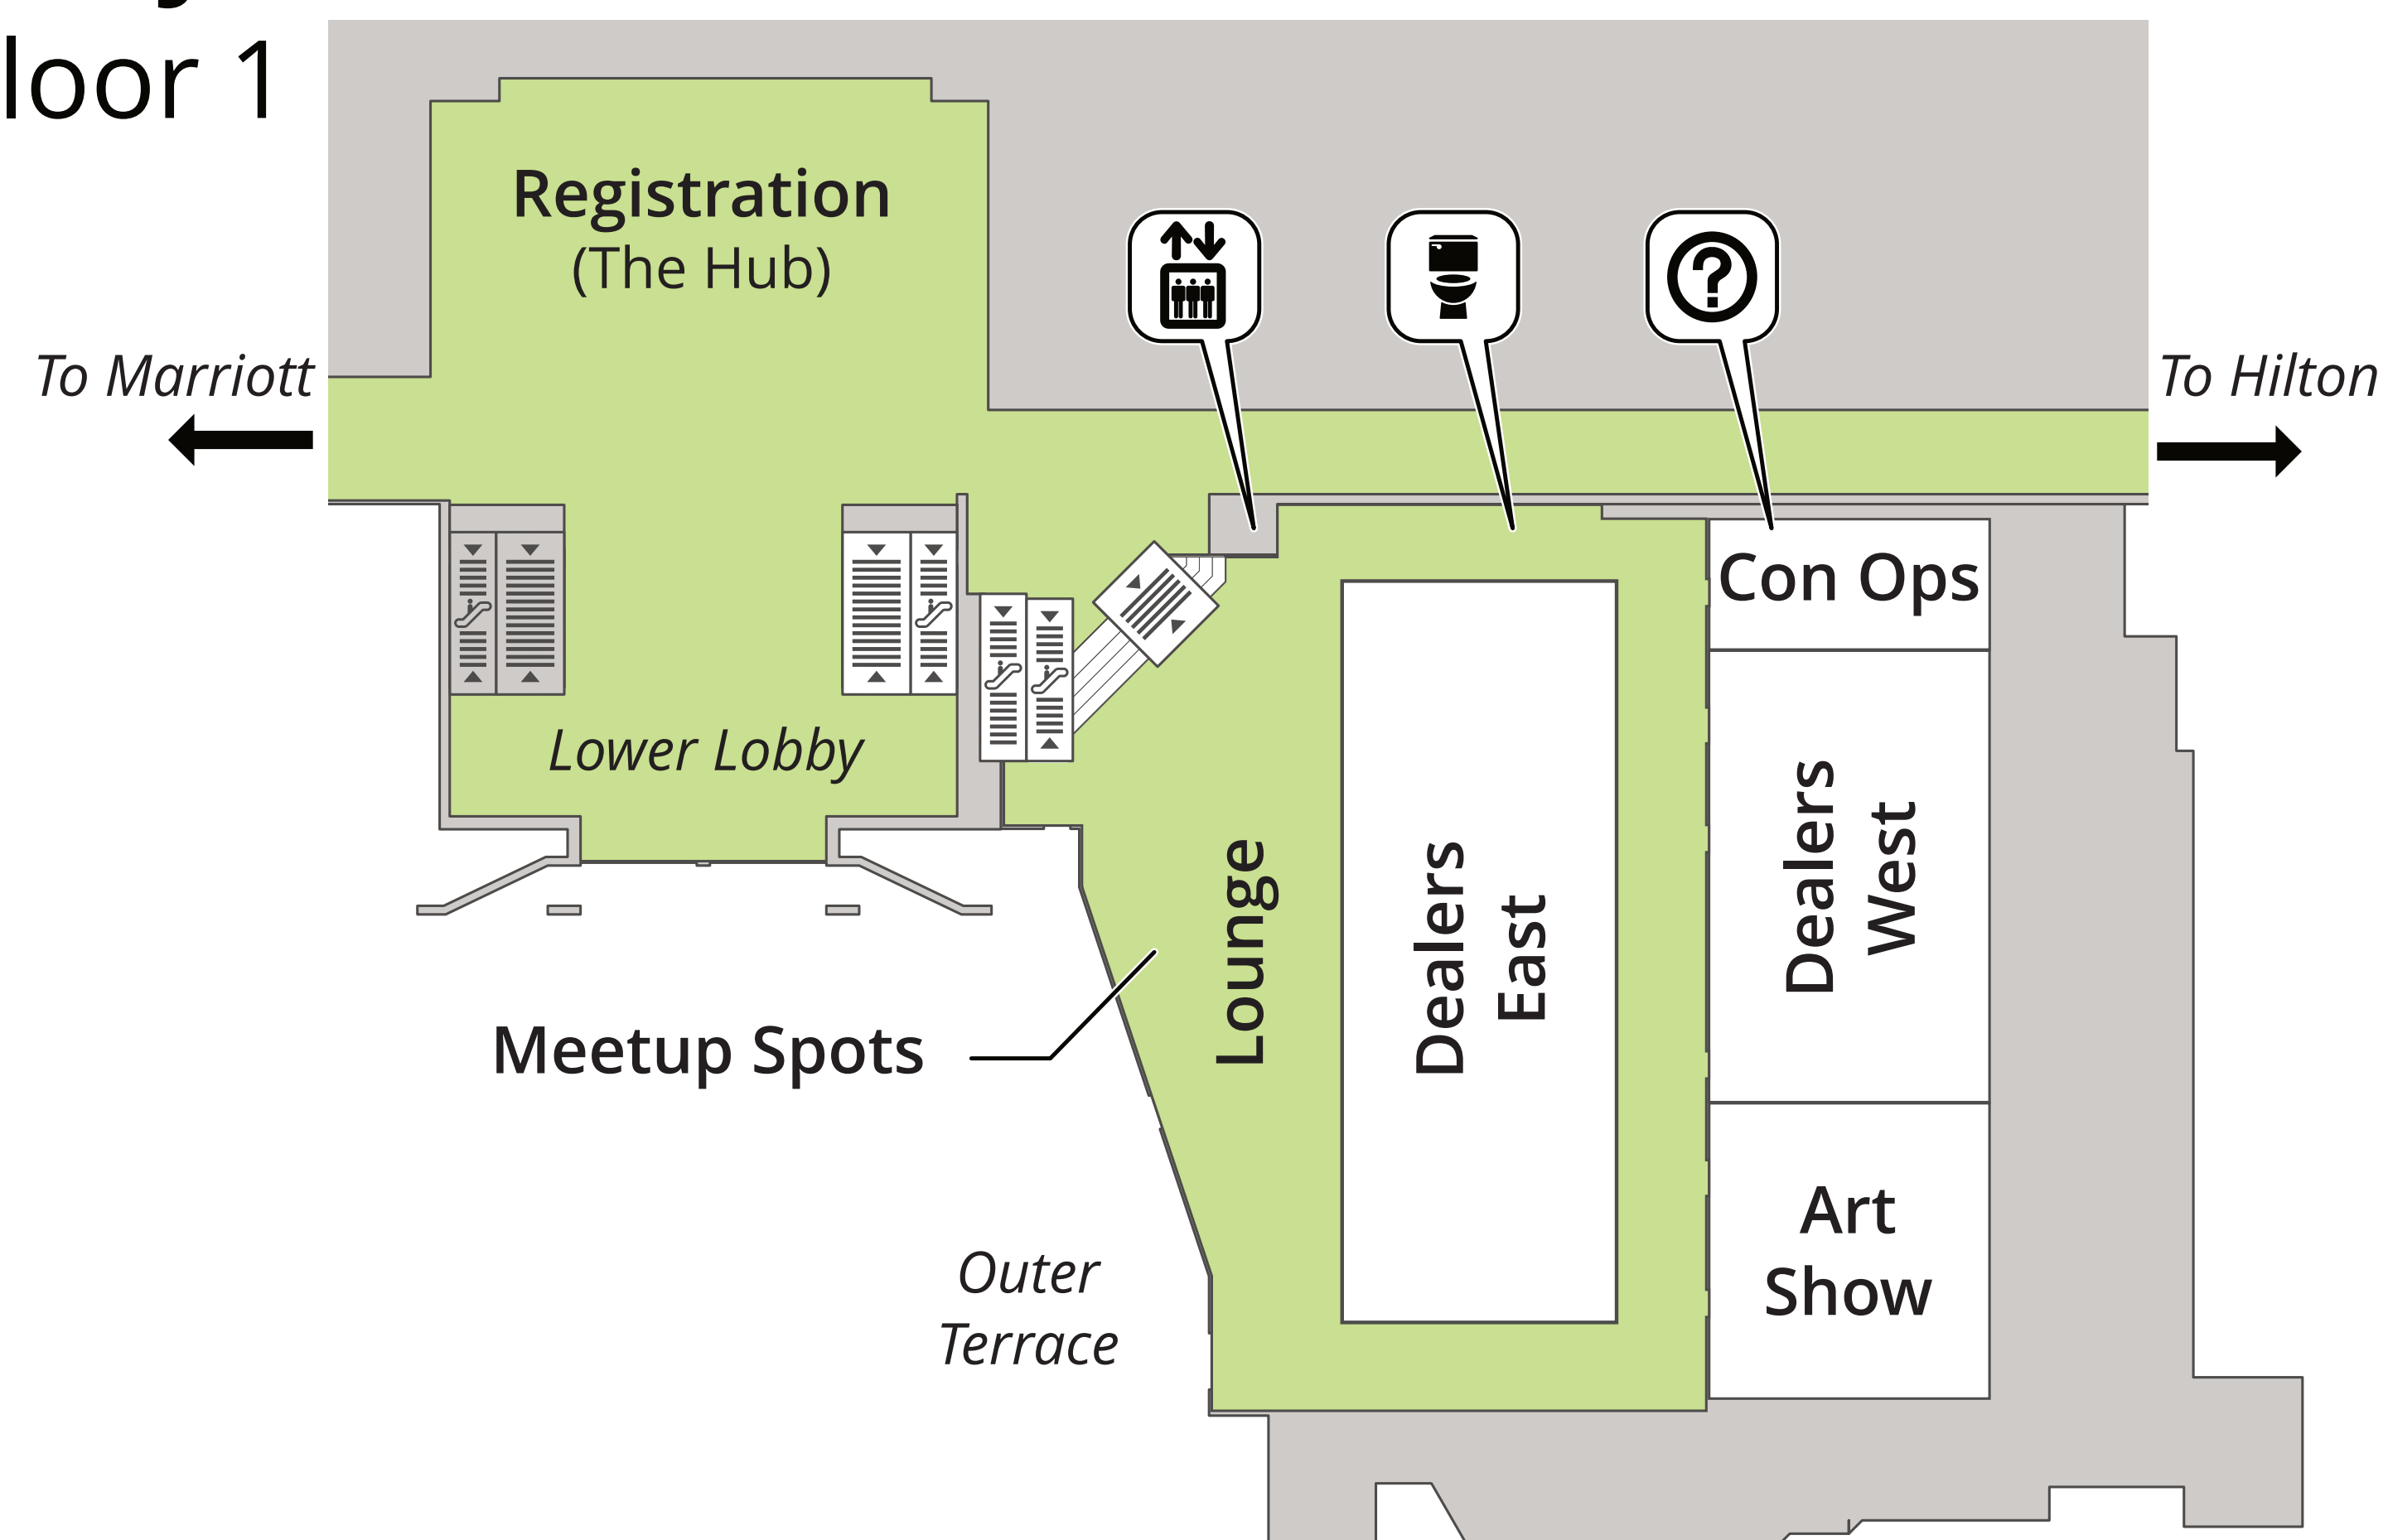 loor 1
Registration
(The Hub)
To Marriott
To Hilton
?
Con Ops
Lower Lobby
Dealers
West
Lounge
Dealers
East
Meetup Spots
Art
Show
Outer
Terrace